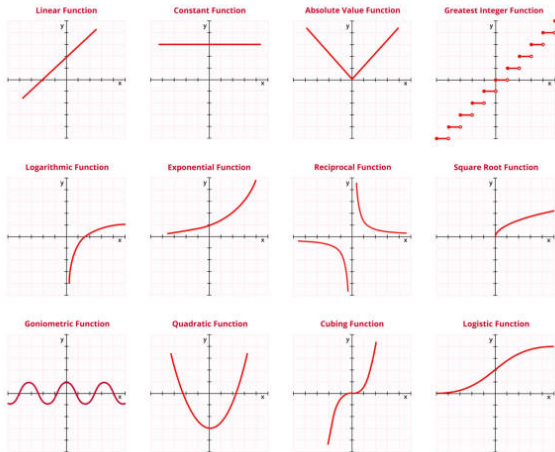 Linear Function
Constant Function
Absolute Value Function
Greatest Integer Function
y
x
y
x
y
x
y
x
Logarithmic Function
Exponential Function
Reciprocal Function
Square Root Function
y
x
y
x
y
x
y
x
Goniometric Function
Quadratic Function
Cubing Function
Logistic Function
y
x
y
x
y
x
y
x